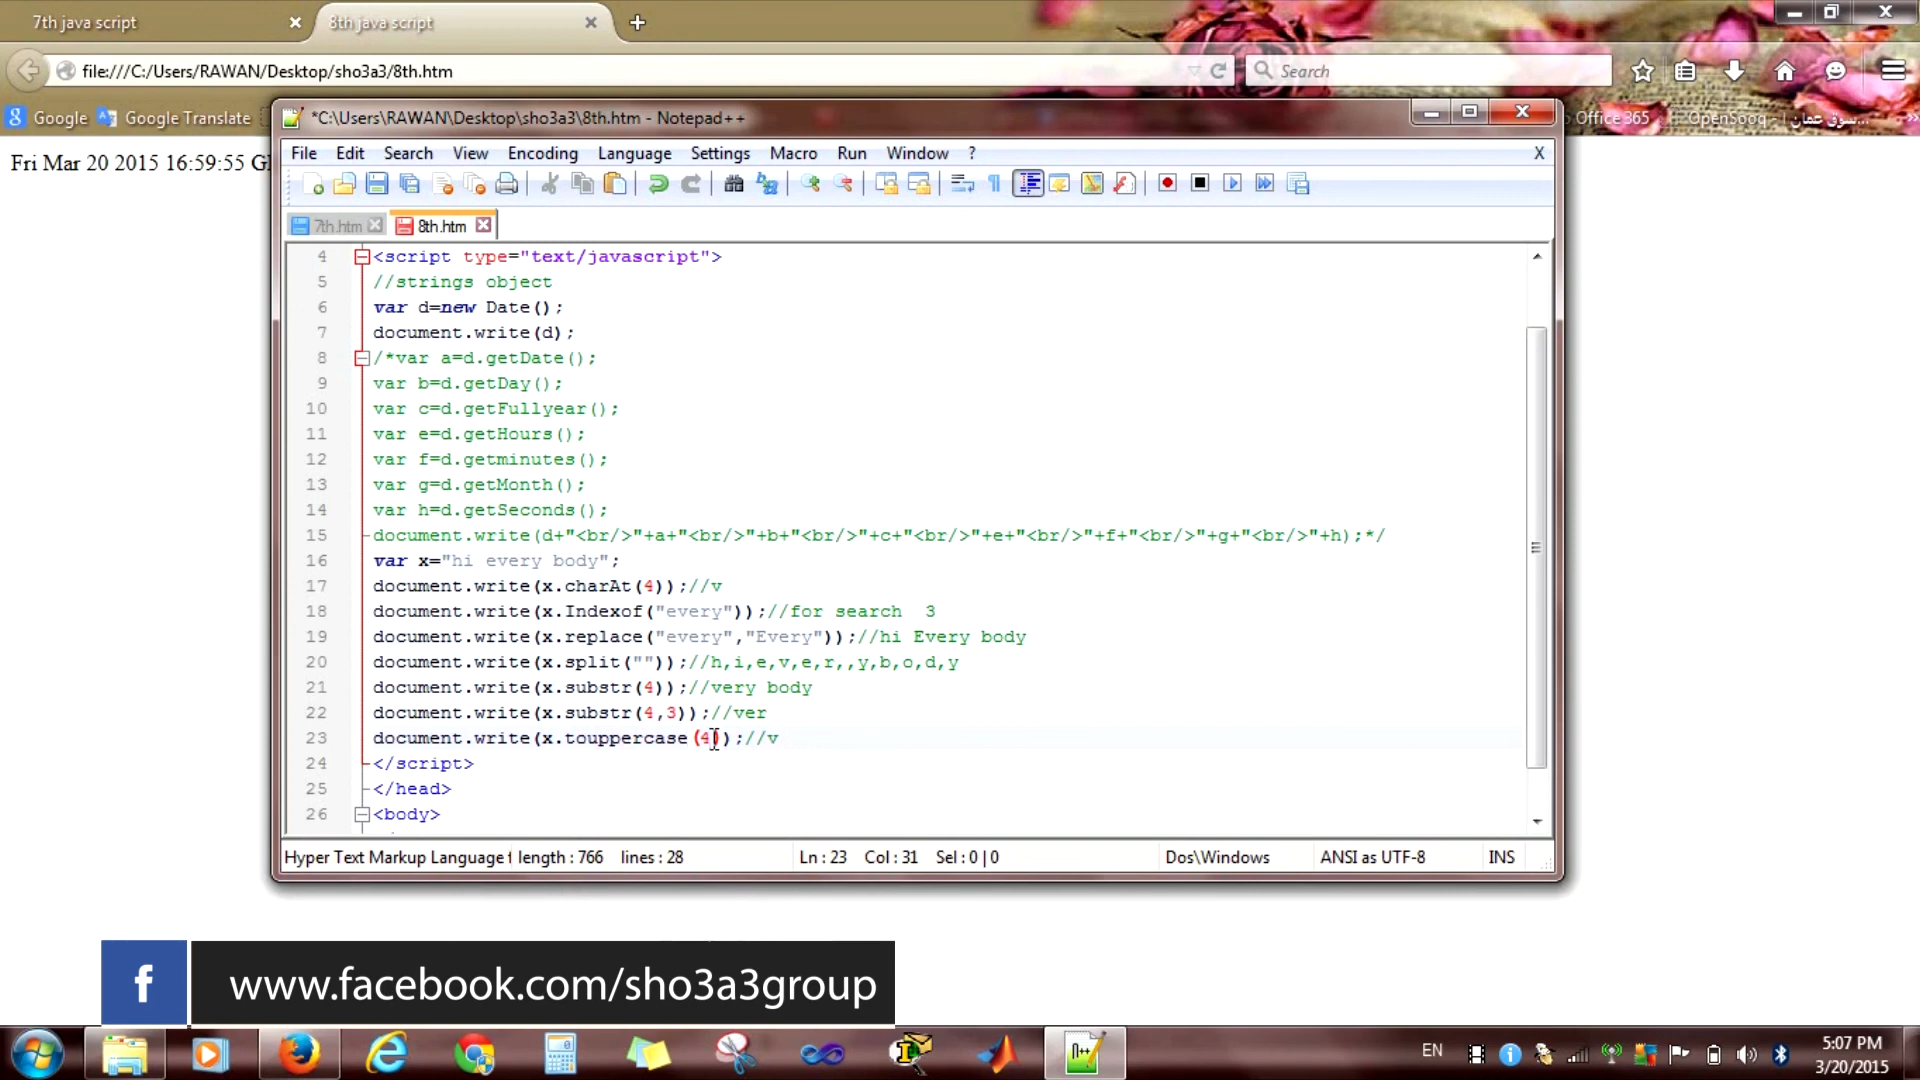 7th java script
8th java script
file:///C:/Users/RAWAN/Desktop/sho3a3/8th.htm
Search
Google
Google Translate
Office 365
OpenSooq | سوق عمان...
Fri Mar 20 2015 16:59:55 G
*C:\Users\RAWAN\Desktop\sho3a3\8th.htm - Notepad++
File Edit Search View Encoding Language Settings Macro Run Window ? X
7th.htm
8th.htm
4 <script type="text/javascript">
5 //strings object
6 var d=new Date();
7 document.write(d);
8 /*var a=d.getDate();
9 var b=d.getDay();
10 var c=d.getFullyear();
11 var e=d.getHours();
12 var f=d.getminutes();
13 var g=d.getMonth();
14 var h=d.getSeconds();
15 document.write(d+"<br/>"+a+"<br/>"+b+"<br/>"+c+"<br/>"+e+"<br/>"+f+"<br/>"+g+"<br/>"+h);*/
16 var x="hi every body";
17 document.write(x.charAt(4));//v
18 document.write(x.Indexof("every"));//for search  3
19 document.write(x.replace("every","Every"));//hi Every body
20 document.write(x.split(""));//h,i,e,v,e,r,,y,b,o,d,y
21 document.write(x.substr(4));//very body
22 document.write(x.substr(4,3));//ver
23 document.write(x.touppercase(4));//v
24 </script>
25 </head>
26 <body>
Hyper Text Markup Language length : 766 lines : 28 Ln : 23 Col : 31 Sel : 0 | 0 Dos\Windows ANSI as UTF-8 INS
f www.facebook.com/sho3a3group
EN
5:07 PM
3/20/2015